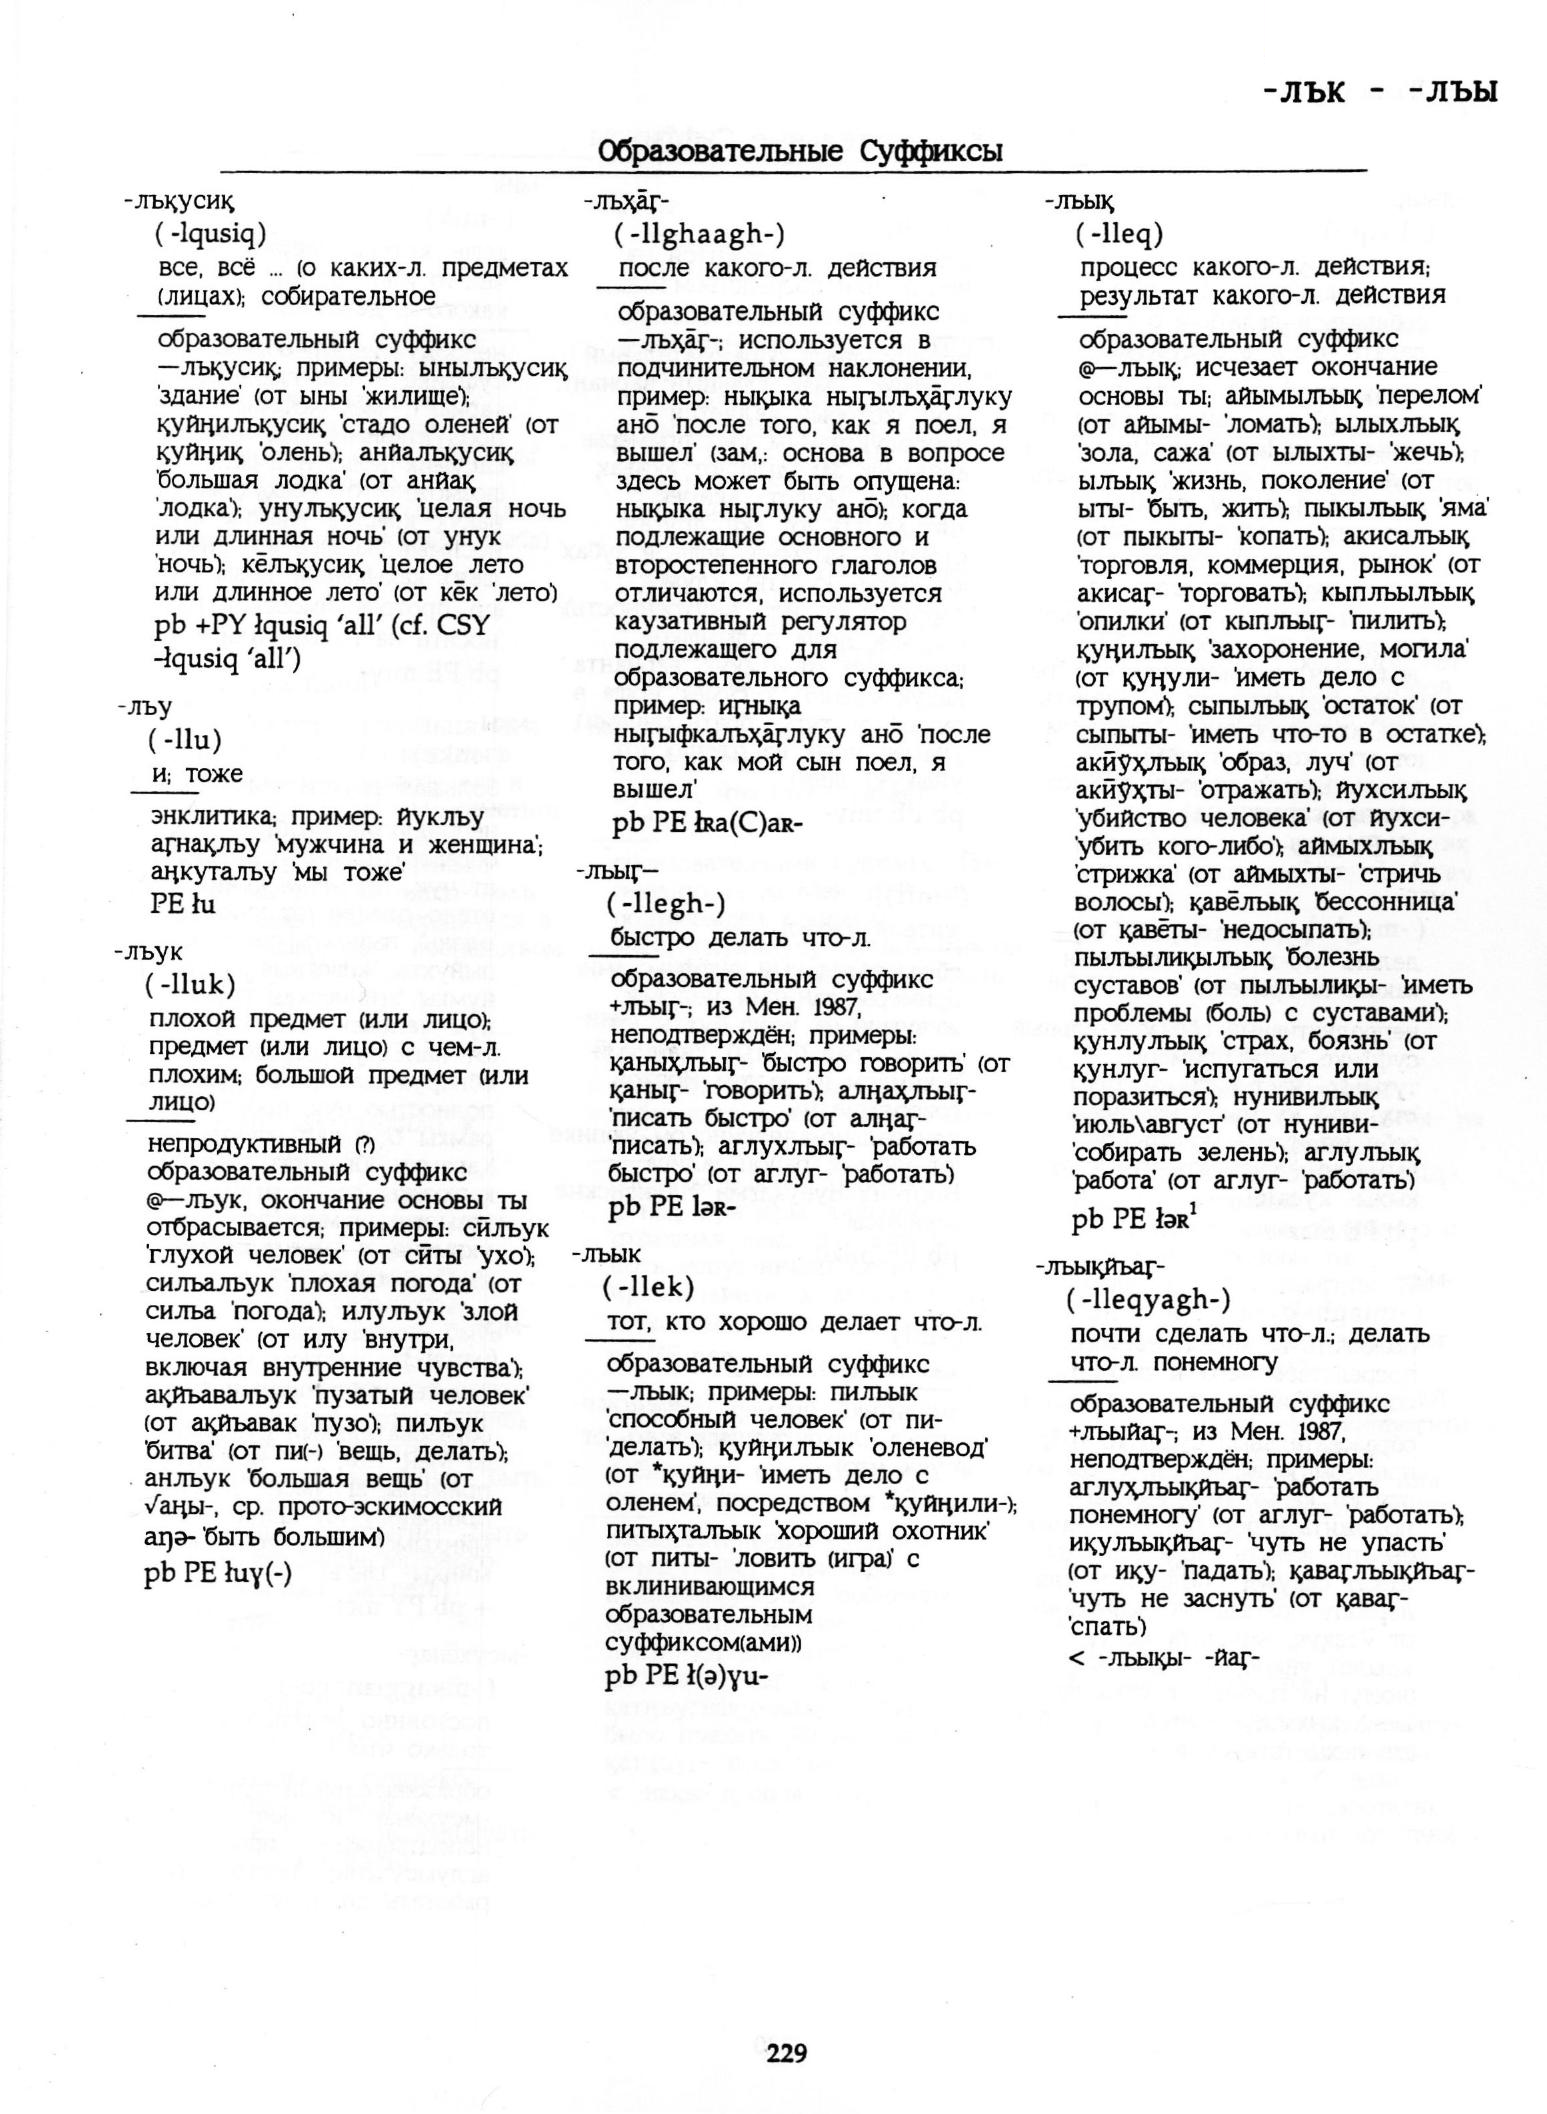 -лък - -лъы
Образовательные Суффиксы
-лъқусиқ
(-lqusiq)
все, всё ... (о каких-л. предметах
(лицах); собирательное
образовательный суффикс
—лъқусиқ; примеры: ынылъқусиқ
'здание' (от ыны 'жилище');
қуйӈилъқусиқ 'стадо оленей' (от
қуйӈиқ 'олень'); анйалъқусиқ
'большая лодка' (от анйақ
'лодка'); унулъқусиқ 'целая ночь
или длинная ночь' (от унук
'ночь'); кēлъқусиқ 'целое лето
или длинное лето' (от кēк 'лето')
pb +PY łqusiq 'all' (cf. CSY
-łqusiq 'all')
-лъу
(-llu)
и; тоже
энклитика; пример: йуклъу
аӷнақлъу 'мужчина и женщина';
аӈкуталъу 'мы тоже'
PE łu
-лъук
(-lluk)
плохой предмет (или лицо);
предмет (или лицо) с чем-л.
плохим; большой предмет (или
лицо)
непродуктивный (?)
образовательный суффикс
@—лъук, окончание основы ты
отбрасывается; примеры: сӣлъук
'глухой человек' (от сӣты 'ухо');
силъалъук 'плохая погода' (от
силъа 'погода'); илулъук 'злой
человек' (от илу 'внутри,
включая внутренние чувства');
ақйъавалъук 'пузатый человек'
(от ақйъавак 'пузо'); пилъук
'битва' (от пи(-) 'вещь, делать');
анлъук 'большая вещь' (от
√аӈы-, ср. прото-эскимосский
aŋə- 'быть большим')
pb PE łuɣ(-)
-лъҳāӷ-
(-llghaagh-)
после какого-л. действия
образовательный суффикс
—лъҳāӷ-; используется в
подчинительном наклонении,
пример: нықыка ныӷылъҳāӷлуку
анō 'после того, как я поел, я
вышел' (зам,: основа в вопросе
здесь может быть опущена:
нықыка ныӷлуку анō); когда
подлежащие основного и
второстепенного глаголов
отличаются, используется
каузативный регулятор
подлежащего для
образовательного суффикса;
пример: иӷнықа
ныӷыфкалъҳāӷлуку анō 'после
того, как мой сын поел, я
вышел'
pb PE łʀa(C)aʀ-
-лъыӷ—
(-llegh-)
быстро делать что-л.
образовательный суффикс
+лъыӷ-; из Мен. 1987,
неподтверждён; примеры:
қаныҳлъыӷ- 'быстро говорить' (от
қаныӷ- 'говорить'); алӈаҳлъыӷ-
'писать быстро' (от алӈаӷ-
'писать'); аглухлъыӷ- 'работать
быстро' (от аглуг- 'работать')
pb PE ləʀ-
-лъык
(-llek)
тот, кто хорошо делает что-л.
образовательный суффикс
—лъык; примеры: пилъык
'способный человек' (от пи-
'делать'); қуйӈилъык 'оленевод'
(от *қуйӈи- 'иметь дело с
оленем', посредством *қуйӈили-);
питыҳталъык 'хороший охотник'
(от питы- 'ловить (игра)' с
вклинивающимся
образовательным
суффиксом(ами))
pb PE ł(ə)ɣu-
-лъық
(-lleq)
процесс какого-л. действия;
результат какого-л. действия
образовательный суффикс
@—лъық; исчезает окончание
основы ты; айымылъық 'перелом'
(от айымы- 'ломать'); ылыхлъық
'зола, сажа' (от ылыхты- 'жечь');
ылъық 'жизнь, поколение' (от
ыты- 'быть, жить'); пыкылъық 'яма'
(от пыкыты- 'копать'); акисалъық
'торговля, коммерция, рынок' (от
акисаӷ- 'торговать'); кыплъылъық
'опилки' (от кыплъыӷ- 'пилить');
қуӈилъық 'захоронение, могила'
(от қуӈули- 'иметь дело с
трупом'); сыпылъық 'остаток' (от
сыпыты- 'иметь что-то в остатке');
акӣӯҳлъық 'образ, луч' (от
акӣӯҳты- 'отражать'); йухсилъық
'убийство человека' (от йухси-
'убить кого-либо'); аймыхлъық
'стрижка' (от аймыхты- 'стричь
волосы'); қавēлъық 'бессонница'
(от қавēты- 'недосыпать');
пылъылиқылъық 'болезнь
суставов' (от пылъылиқы- 'иметь
проблемы (боль) с суставами');
қунлулъық 'страх, боязнь' (от
қунлуг- 'испугаться или
поразиться'); нунивилъық
'июль\август' (от нуниви-
'собирать зелень'); аглулъық
'работа' (от аглуг- 'работать')
pb PE łəʀ¹
-лъықйъаӷ-
(-lleqyagh-)
почти сделать что-л.; делать
что-л. понемногу
образовательный суффикс
+лъыйаӷ-; из Мен. 1987,
неподтверждён; примеры:
аглуҳлъықйъаӷ- 'работать
понемногу' (от аглуг- 'работать');
иқулъықйъаӷ- 'чуть не упасть'
(от иқу- 'падать'); қаваӷлъықйъаӷ-
'чуть не заснуть' (от қаваӷ-
'спать')
< -лъықы- -йаӷ-
229